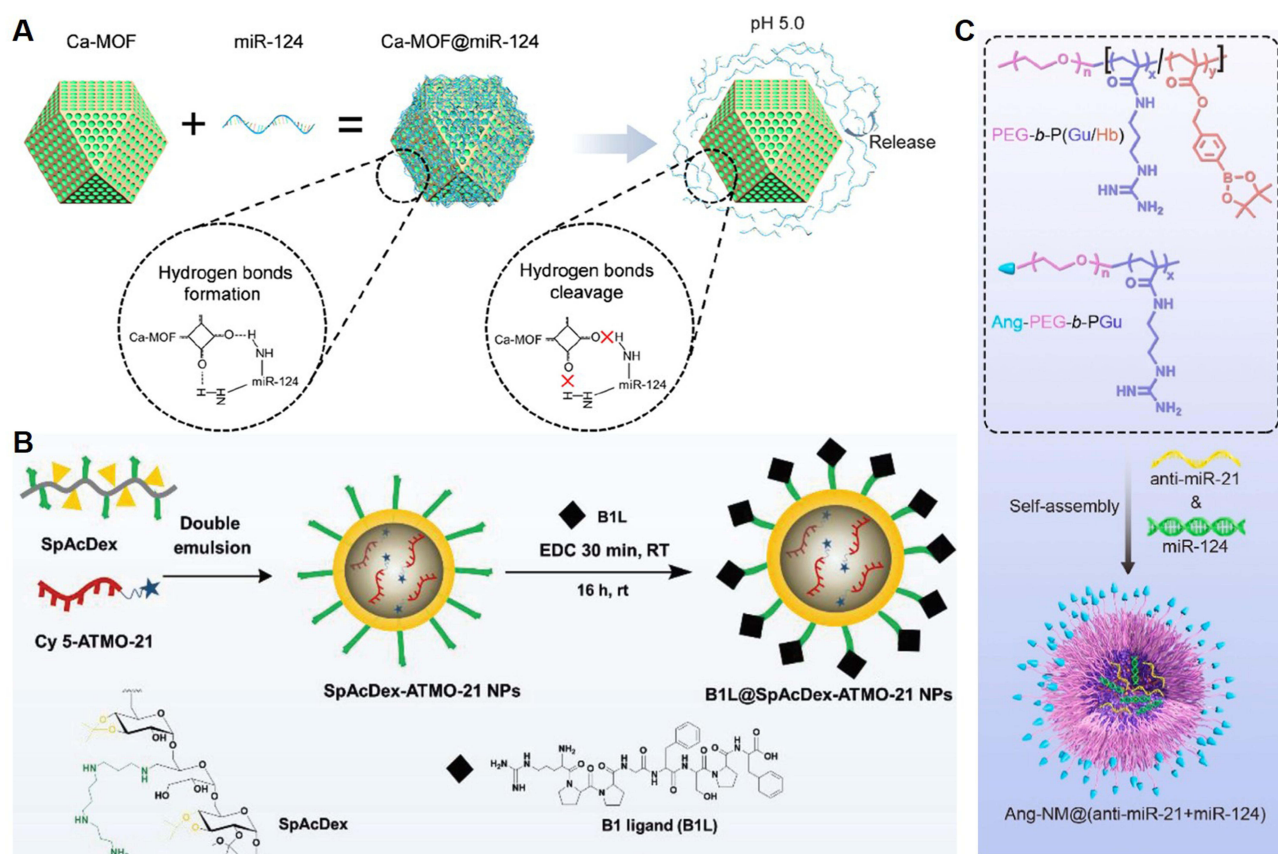 A
Ca-MOF
miR-124
Ca-MOF@miR-124
pH 5.0
+
=
Release
Hydrogen bonds
formation
Ca-MOF
O
H
O
NH
H
N
H
miR-124
Hydrogen bonds
cleavage
Ca-MOF
O
H
O
NH
H
N
H
miR-124
B
SpAcDex
Double
emulsion
Cy 5-ATMO-21
SpAcDex-ATMO-21 NPs
B1L
EDC 30 min, RT
16 h, rt
B1L@SpAcDex-ATMO-21 NPs
SpAcDex
B1 ligand (B1L)
C
PEG-b-P(Gu/Hb)
Ang-PEG-b-PGu
Self-assembly
anti-miR-21
&
miR-124
Ang-NM@(anti-miR-21+miR-124)